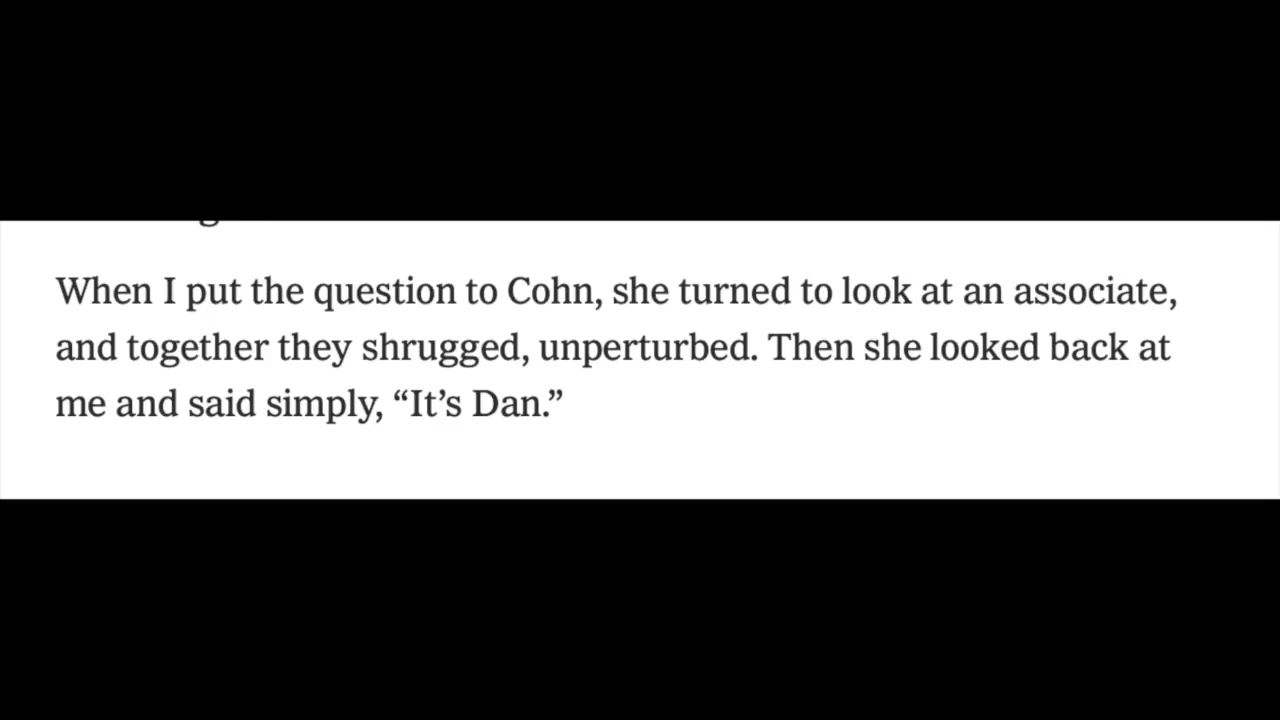 When I put the question to Cohn, she turned to look at an associate,
and together they shrugged, unperturbed. Then she looked back at
me and said simply, “It’s Dan.”